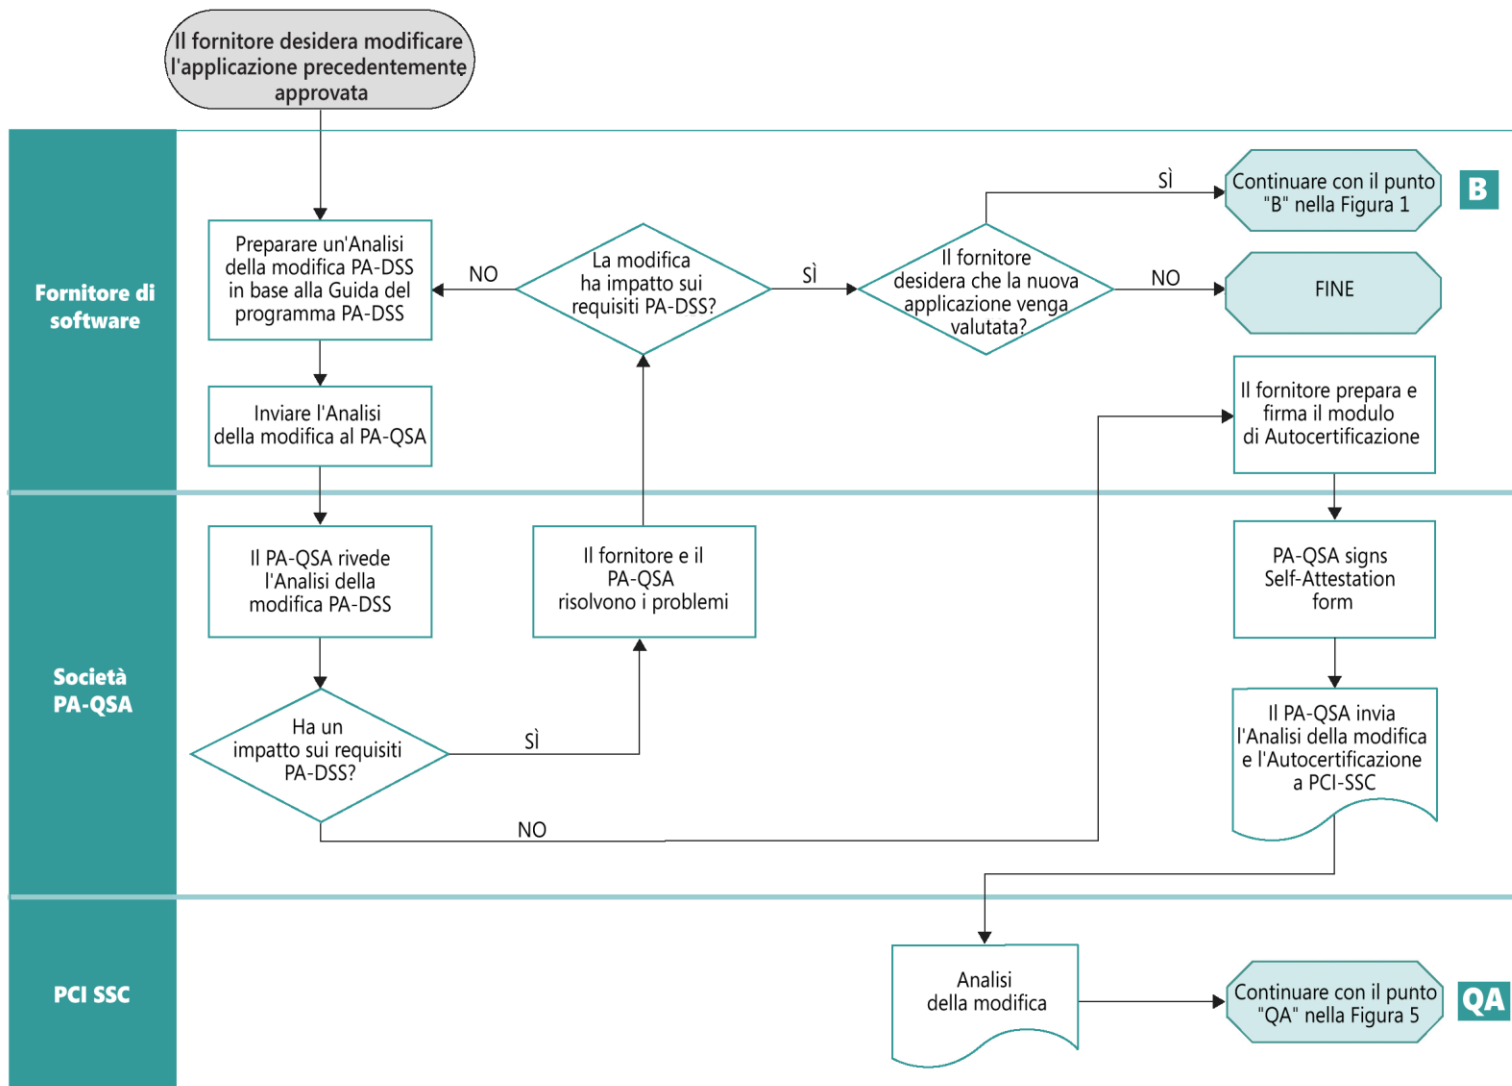 Il fornitore desidera modificare
l'applicazione precedentemente
approvata
Fornitore di
software
Preparare un'Analisi
della modifica PA-DSS
in base alla Guida del
programma PA-DSS
NO
La modifica
ha impatto sui
requisiti PA-DSS?
SÌ
Il fornitore
desidera che la nuova
applicazione venga
valutata?
SÌ
Continuare con il punto
"B" nella Figura 1
B
NO
FINE
Inviare l'Analisi
della modifica al PA-QSA
Il fornitore prepara e
firma il modulo
di Autocertificazione
Società
PA-QSA
Il PA-QSA rivede
l'Analisi della
modifica PA-DSS
Il fornitore e il
PA-QSA
risolvono i problemi
PA-QSA signs
Self-Attestation
form
Ha un
impatto sui requisiti
PA-DSS?
SÌ
NO
Il PA-QSA invia
l'Analisi della modifica
e l'Autocertificazione
a PCI-SSC
PCI SSC
Analisi
della modifica
Continuare con il punto
"QA" nella Figura 5
QA